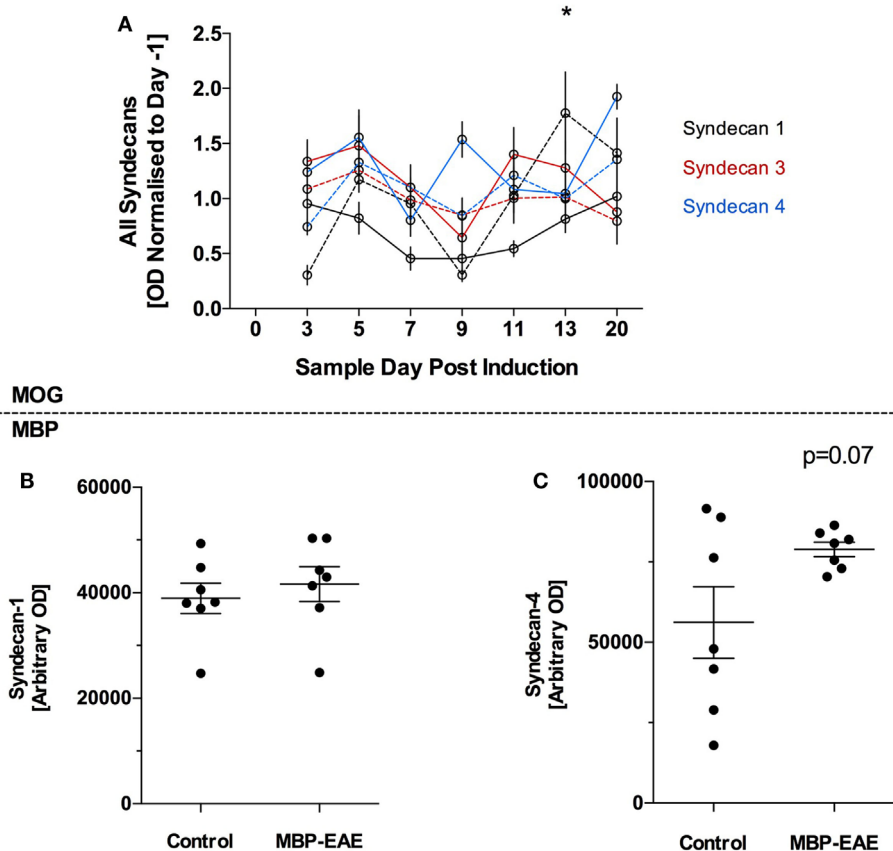 A
*
2.5
2.0
1.5
1.0
0.5
0.0
All Syndecans
[OD Normalised to Day -1]
0 3 5 7 9 11 13 20
Sample Day Post Induction
Syndecan 1
Syndecan 3
Syndecan 4
MOG
MBP
B
60000
40000
20000
0
Syndecan-1
[Arbitrary OD]
Control MBP-EAE
C
p=0.07
100000
50000
0
Syndecan-4
[Arbitrary OD]
Control MBP-EAE